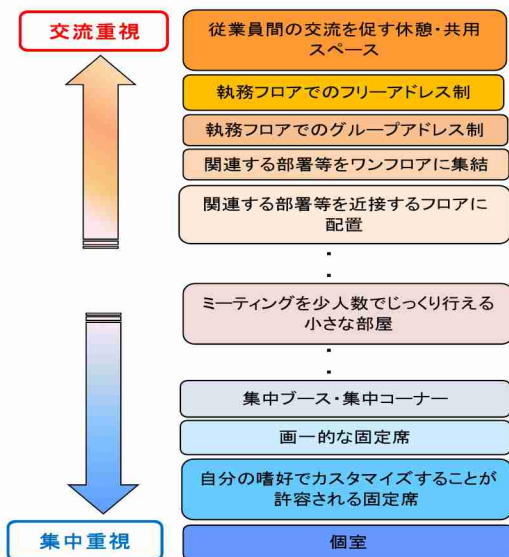 交流重視
従業員間の交流を促す休憩・共用
スペース
執務フロアでのフリーアドレス制
執務フロアでのグループアドレス制
関連する部署等をワンフロアに集結
関連する部署等を近接するフロアに
配置
ミーティングを少人数でじっくり行える
小さな部屋
集中ブース・集中コーナー
画一的な固定席
自分の嗜好でカスタマイズすることが
許容される固定席
集中重視
個室